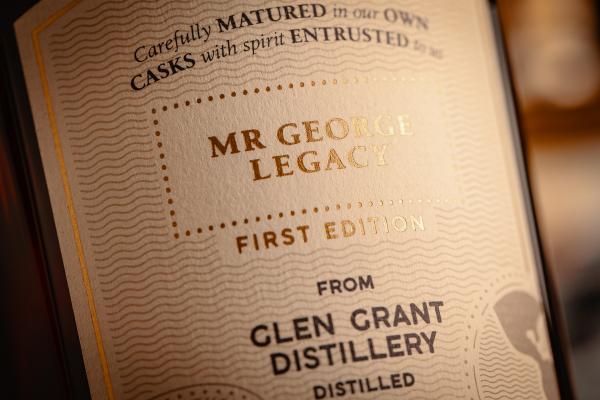 Carefully MATURED in our OWN
CASKS with spirit ENTRUSTED to us
MR GEORGE
LEGACY
FIRST EDITION
FROM
GLEN GRANT
DISTILLERY
DISTILLED